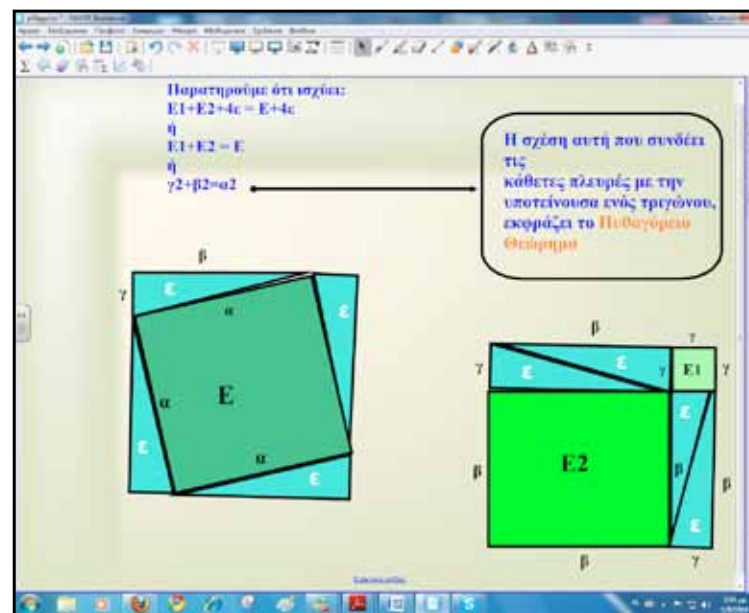 Παρατηρούμε ότι ισχύει:
Ε1+Ε2+4ε = Ε+4ε
ή
Ε1+Ε2 = Ε
ή
γ2+β2=α2
Η σχέση αυτή που συνδέει
τις
κάθετες πλευρές με την
υποτείνουσα ενός τριγώνου,
εκφράζει το Πυθαγόρειο
Θεώρημα
β
γ
ε
α
ε
α
Ε
ε
α
ε
β
γ
γ
ε
ε
γ
Ε1
γ
ε
β
Ε2
β
β
ε
β
γ